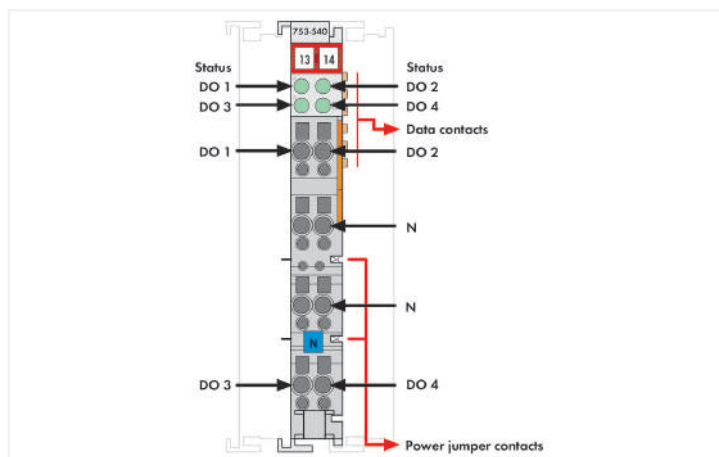 753-540
13 14
Status Status
DO 1 DO 2
DO 3 DO 4
Data contacts
DO 1 DO 2
N
N
N
DO 3 DO 4
Power jumper contacts